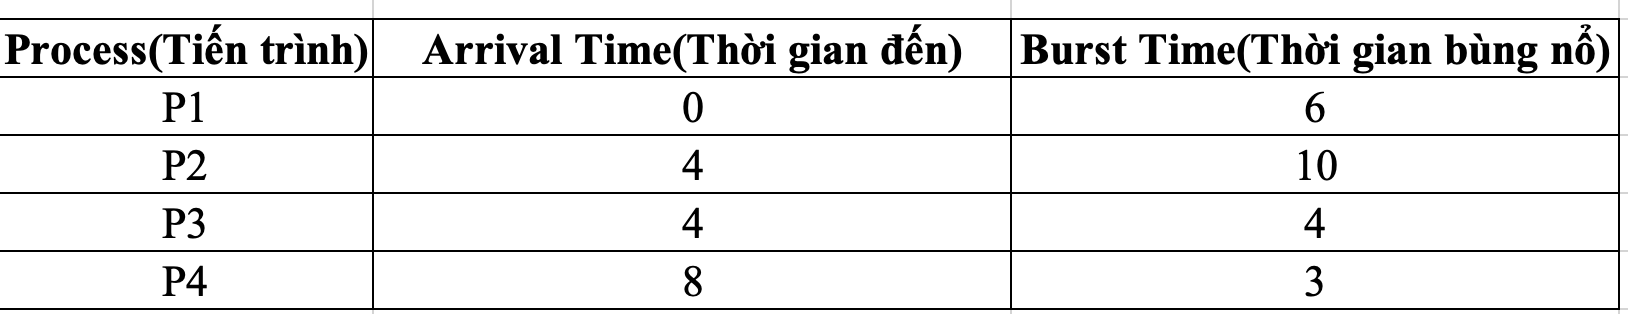 Process(Tiến trình) Arrival Time(Thời gian đến) Burst Time(Thời gian bùng nổ)
P1 0 6
P2 4 10
P3 4 4
P4 8 3